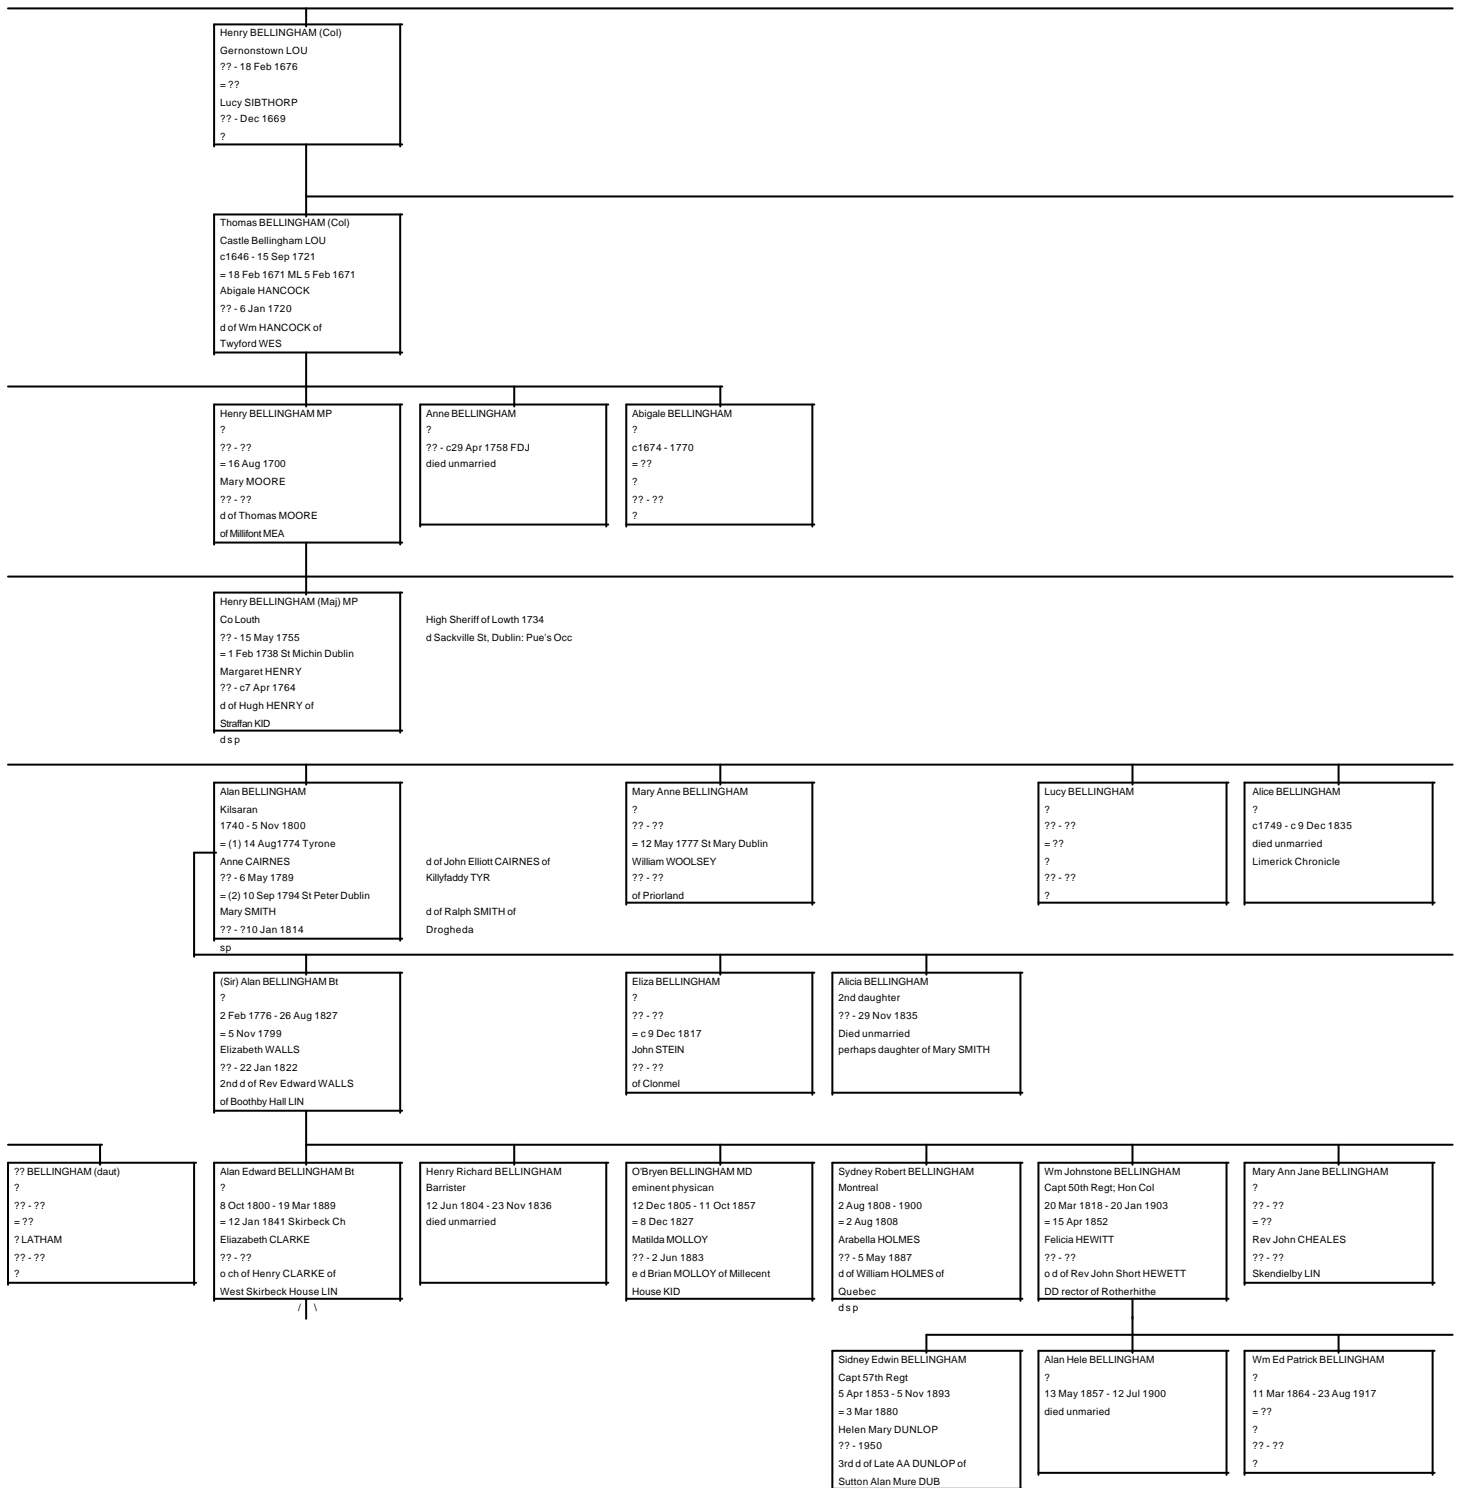 Henry BELLINGHAM (Col)
Gernonstown LOU
?? - 18 Feb 1676
= ??
Lucy SIBTHORP
?? - Dec 1669
?
Thomas BELLINGHAM (Col)
Castle Bellingham LOU
c1646 - 15 Sep 1721
= 18 Feb 1671 ML 5 Feb 1671
Abigale HANCOCK
?? - 6 Jan 1720
d of Wm HANCOCK of
Twyford WES
Henry BELLINGHAM MP
?
?? - ??
= 16 Aug 1700
Mary MOORE
?? - ??
d of Thomas MOORE
of Millifont MEA
Anne BELLINGHAM
?
?? - c29 Apr 1758 FDJ
died unmarried
Abigale BELLINGHAM
?
c1674 - 1770
= ??
?
?? - ??
?
Henry BELLINGHAM (Maj) MP
Co Louth
?? - 15 May 1755
= 1 Feb 1738 St Michin Dublin
Margaret HENRY
?? - c7 Apr 1764
d of Hugh HENRY of
Straffan KID
d s p
High Sheriff of Lowth 1734
d Sackville St, Dublin: Pue's Occ
Alan BELLINGHAM
Kilsaran
1740 - 5 Nov 1800
= (1) 14 Aug1774 Tyrone
Anne CAIRNES
?? - 6 May 1789
= (2) 10 Sep 1794 St Peter Dublin
Mary SMITH
?? - ?10 Jan 1814
sp
d of John Elliott CAIRNES of
Killyfaddy TYR
d of Ralph SMITH of
Drogheda
Mary Anne BELLINGHAM
?
?? - ??
= 12 May 1777 St Mary Dublin
William WOOLSEY
?? - ??
of Priorland
Lucy BELLINGHAM
?
?? - ??
= ??
?
?? - ??
?
Alice BELLINGHAM
?
c1749 - c 9 Dec 1835
died unmarried
Limerick Chronicle
(Sir) Alan BELLINGHAM Bt
?
2 Feb 1776 - 26 Aug 1827
= 5 Nov 1799
Elizabeth WALLS
?? - 22 Jan 1822
2nd d of Rev Edward WALLS
of Boothby Hall LIN
Eliza BELLINGHAM
?
?? - ??
= c 9 Dec 1817
John STEIN
?? - ??
of Clonmel
Alicia BELLINGHAM
2nd daughter
?? - 29 Nov 1835
Died unmarried
perhaps daughter of Mary SMITH
?? BELLINGHAM (daut)
?
?? - ??
= ??
? LATHAM
?? - ??
?
Alan Edward BELLINGHAM Bt
?
8 Oct 1800 - 19 Mar 1889
= 12 Jan 1841 Skirbeck Ch
Eliazabeth CLARKE
?? - ??
o ch of Henry CLARKE of
West Skirbeck House LIN
/ \
Henry Richard BELLINGHAM
Barrister
12 Jun 1804 - 23 Nov 1836
died unmarried
O'Bryen BELLINGHAM MD
eminent physican
12 Dec 1805 - 11 Oct 1857
= 8 Dec 1827
Matilda MOLLOY
?? - 2 Jun 1883
e d Brian MOLLOY of Millecent
House KID
Sydney Robert BELLINGHAM
Montreal
2 Aug 1808 - 1900
= 2 Aug 1808
Arabella HOLMES
?? - 5 May 1887
d of William HOLMES of
Quebec
d s p
Wm Johnstone BELLINGHAM
Capt 50th Regt; Hon Col
20 Mar 1818 - 20 Jan 1903
= 15 Apr 1852
Felicia HEWITT
?? - ??
o d of Rev John Short HEWETT
DD rector of Rotherhithe
Mary Ann Jane BELLINGHAM
?
?? - ??
= ??
Rev John CHEALES
?? - ??
Skendielby LIN
Sidney Edwin BELLINGHAM
Capt 57th Regt
5 Apr 1853 - 5 Nov 1893
= 3 Mar 1880
Helen Mary DUNLOP
?? - 1950
3rd d of Late AA DUNLOP of
Sutton Alan Mure DUB
Alan Hele BELLINGHAM
?
13 May 1857 - 12 Jul 1900
died unmaried
Wm Ed Patrick BELLINGHAM
?
11 Mar 1864 - 23 Aug 1917
= ??
?
?? - ??
?